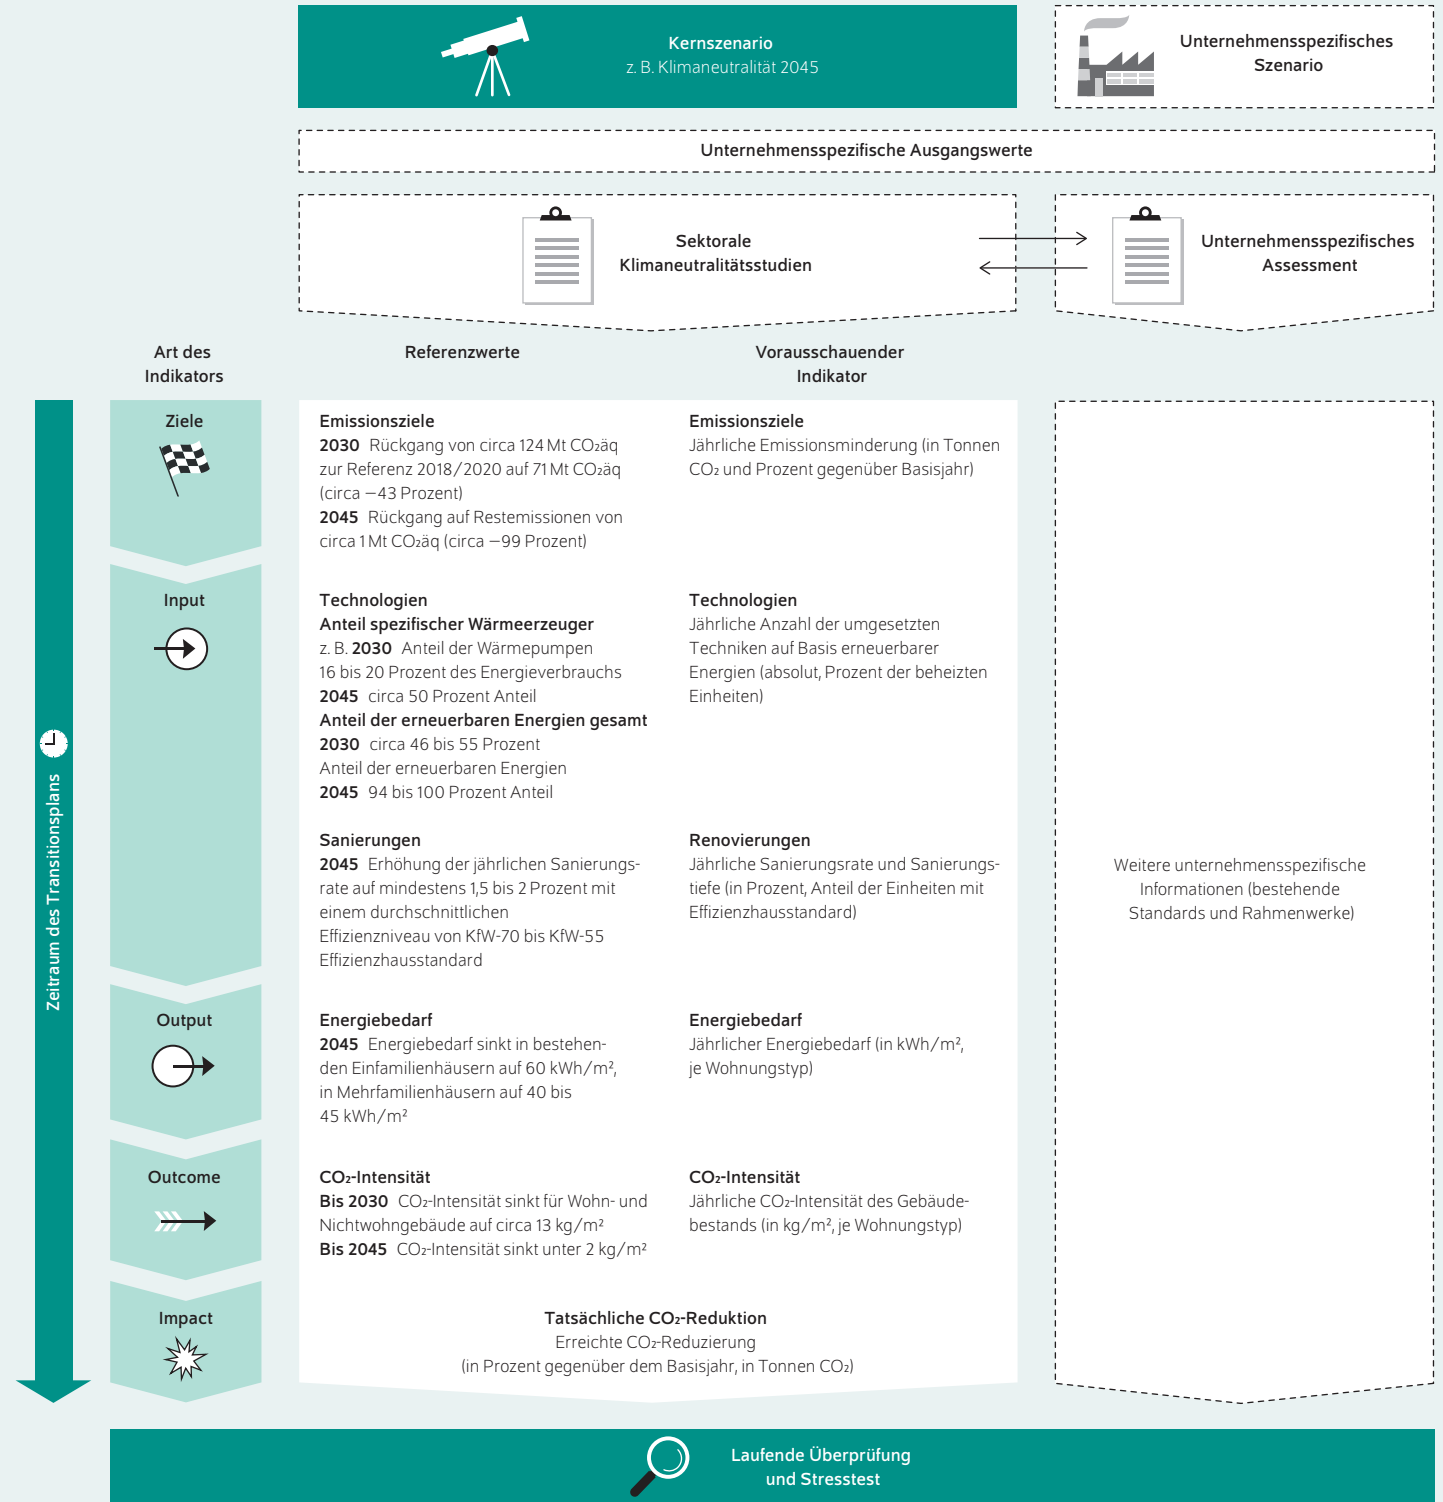 Kernszenario
z. B. Klimaneutralität 2045
Unternehmensspezifisches
Szenario
Unternehmensspezifische Ausgangswerte
Sektorale
Klimaneutralitätsstudien
Unternehmensspezifisches
Assessment
Art des
Indikators
Referenzwerte
Vorausschauender
Indikator
Zeitraum des Transitionsplans
Ziele
Emissionsziele
2030 Rückgang von circa 124 Mt CO₂äq
zur Referenz 2018/2020 auf 71 Mt CO₂äq
(circa –43 Prozent)
2045 Rückgang auf Restemissionen von
circa 1 Mt CO₂äq (circa –99 Prozent)
Emissionsziele
Jährliche Emissionsminderung (in Tonnen
CO₂ und Prozent gegenüber Basisjahr)
Input
Technologien
Anteil spezifischer Wärmeerzeuger
z. B. 2030 Anteil der Wärmepumpen
16 bis 20 Prozent des Energieverbrauchs
2045 circa 50 Prozent Anteil
Anteil der erneuerbaren Energien gesamt
2030 circa 46 bis 55 Prozent
Anteil der erneuerbaren Energien
2045 94 bis 100 Prozent Anteil
Technologien
Jährliche Anzahl der umgesetzten
Techniken auf Basis erneuerbarer
Energien (absolut, Prozent der beheizten
Einheiten)
Sanierungen
2045 Erhöhung der jährlichen Sanierungs-
rate auf mindestens 1,5 bis 2 Prozent mit
einem durchschnittlichen
Effizienzniveau von KfW-70 bis KfW-55
Effizienzhausstandard
Renovierungen
Jährliche Sanierungsrate und Sanierungs-
tiefe (in Prozent, Anteil der Einheiten mit
Effizienzhausstandard)
Weitere unternehmensspezifische
Informationen (bestehende
Standards und Rahmenwerke)
Output
Energiebedarf
2045 Energiebedarf sinkt in bestehen-
den Einfamilienhäusern auf 60 kWh/m²,
in Mehrfamilienhäusern auf 40 bis
45 kWh/m²
Energiebedarf
Jährlicher Energiebedarf (in kWh/m²,
je Wohnungstyp)
Outcome
CO₂-Intensität
Bis 2030 CO₂-Intensität sinkt für Wohn- und
Nichtwohngebäude auf circa 13 kg/m²
Bis 2045 CO₂-Intensität sinkt unter 2 kg/m²
CO₂-Intensität
Jährliche CO₂-Intensität des Gebäude-
bestands (in kg/m², je Wohnungstyp)
Impact
Tatsächliche CO₂-Reduktion
Erreichte CO₂-Reduzierung
(in Prozent gegenüber dem Basisjahr, in Tonnen CO₂)
Laufende Überprüfung
und Stresstest